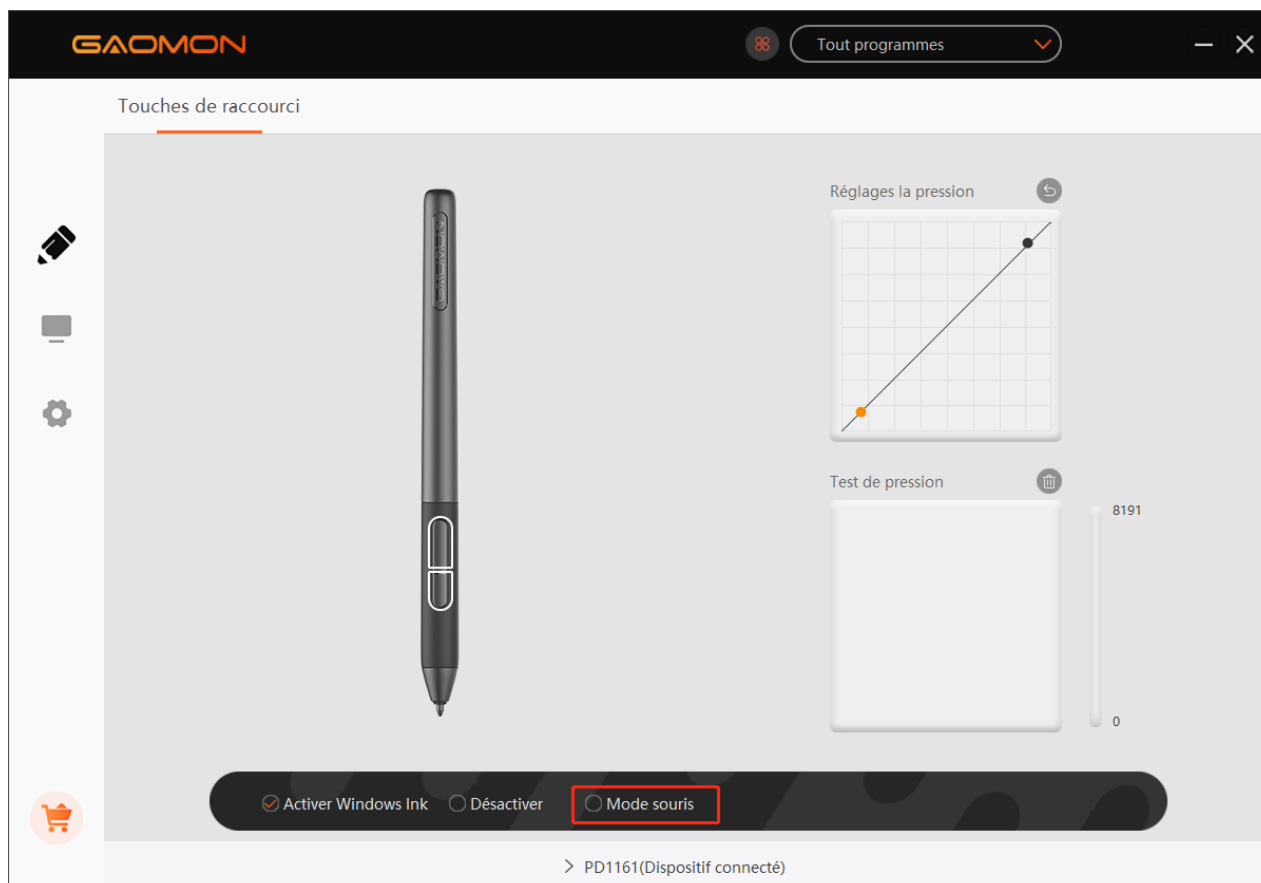 GAOMON
Tout programmes
Touches de raccourci
GAOMON
Réglages la pression
Test de pression
8191
0
Activer Windows Ink
Désactiver
Mode souris
PD1161(Dispositif connecté)